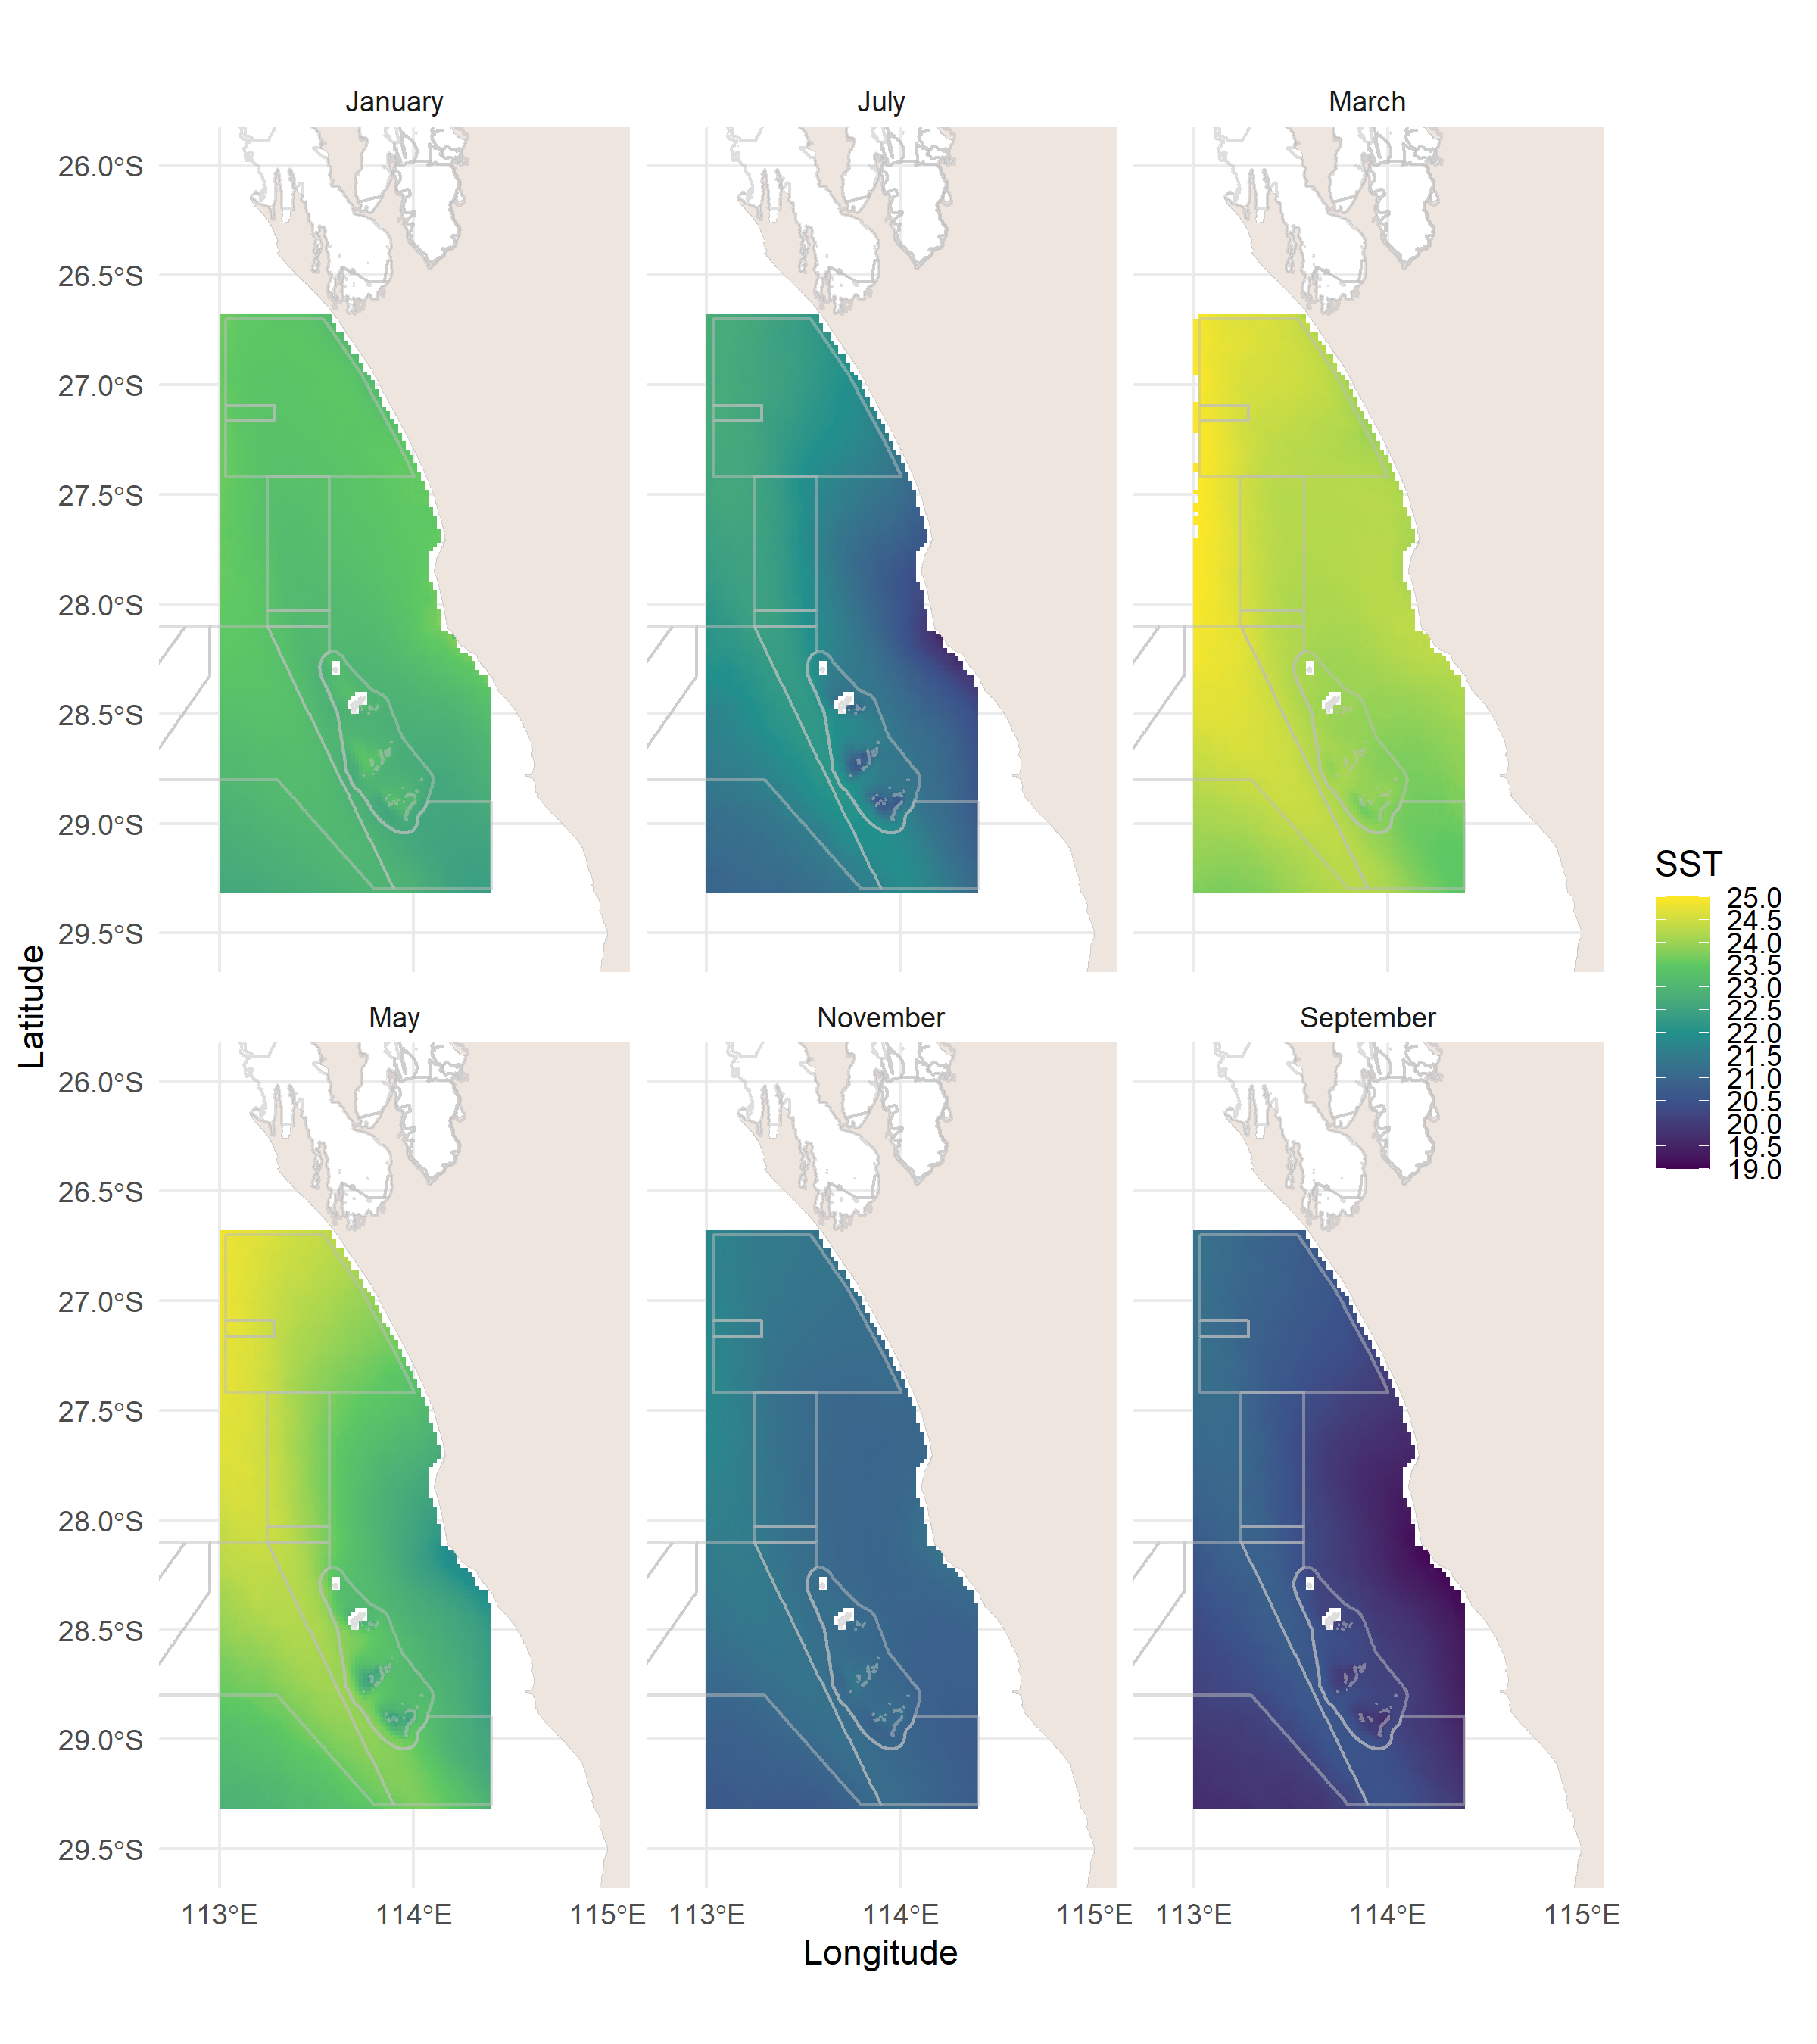 January
July
March
26.0°S
26.5°S
27.0°S
27.5°S
28.0°S
28.5°S
29.0°S
29.5°S
SST
25.0
24.5
24.0
23.5
23.0
22.5
22.0
21.5
21.0
20.5
20.0
19.5
19.0
Latitude
May
November
September
26.0°S
26.5°S
27.0°S
27.5°S
28.0°S
28.5°S
29.0°S
29.5°S
113°E 114°E 115°E 113°E 114°E 115°E 113°E 114°E 115°E
Longitude